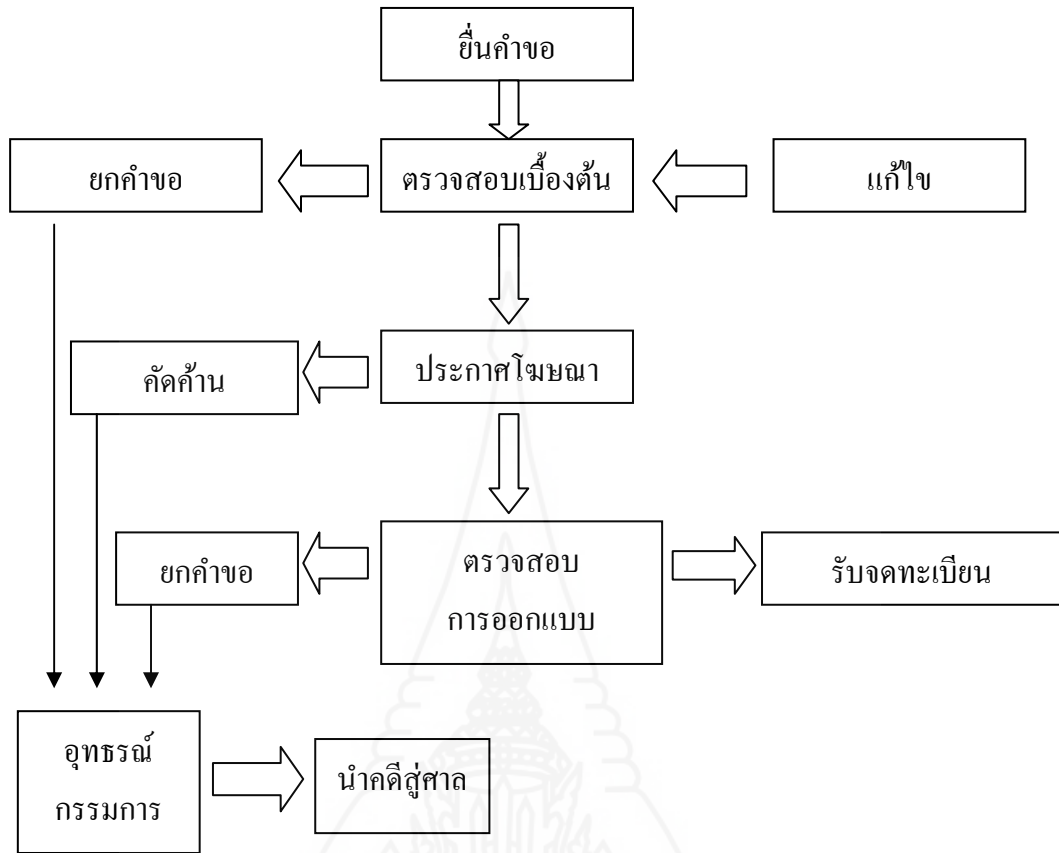 ยื่นคำขอ
ยกคำขอ
ตรวจสอบเบื้องต้น
แก้ไข
คัดค้าน
ประกาศโฆษณา
ยกคำขอ
ตรวจสอบ
การออกแบบ
รับจดทะเบียน
อุทธรณ์
กรรมการ
นำคดีสู่ศาล